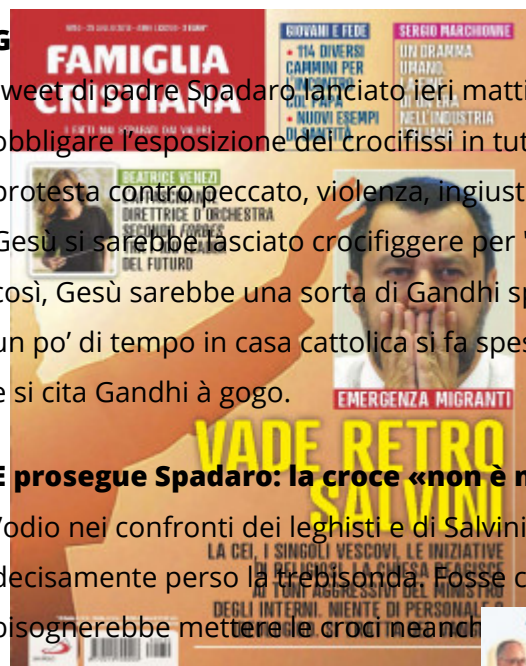 G
FAMIGLIA
CRISTIANA
GIOVANI E FEDE
• 114 DIVERSI
CAMMINI PER
L'INCONTRO
COL PAPA
• NUOVI ESEMPI
DI SANTITÀ
SERGIO MARCHIONNE
UN DRAMMA
UMANO.
LA FINE
DI UN'ERA
NELL'INDUSTRIA
weet di padre Spadaro lanciato ieri matti
obbligare l'esposizione dei crocifissi in tut
protesta contro peccato, violenza, ingiust
Gesù si sarebbe lasciato crocifiggere per "
così, Gesù sarebbe una sorta di Gandhi sp
un po' di tempo in casa cattolica si fa spes
e si cita Gandhi à gogo.
BEATRICE VENEZI
DIRETTRICE D'ORCHESTRA
SECONDO FORBES
DEL FUTURO
EMERGENZA MIGRANTI
VADE RETRO
SALVINI
E prosegue Spadaro: la croce «non è m
l'odio nei confronti dei leghisti e di Salvini
decisamente perso la trebisonda. Fosse c
bisognerebbe mettere le croci neanch
LA CEI, I SINGOLI VESCOVI, LE INIZIATIVE
DI RELIGIOSI. LA CHIESA REAGISCE
AI TONI AGGRESSIVI DEL MINISTRO
DEGLI INTERNI. NIENTE DI PERSONALE O